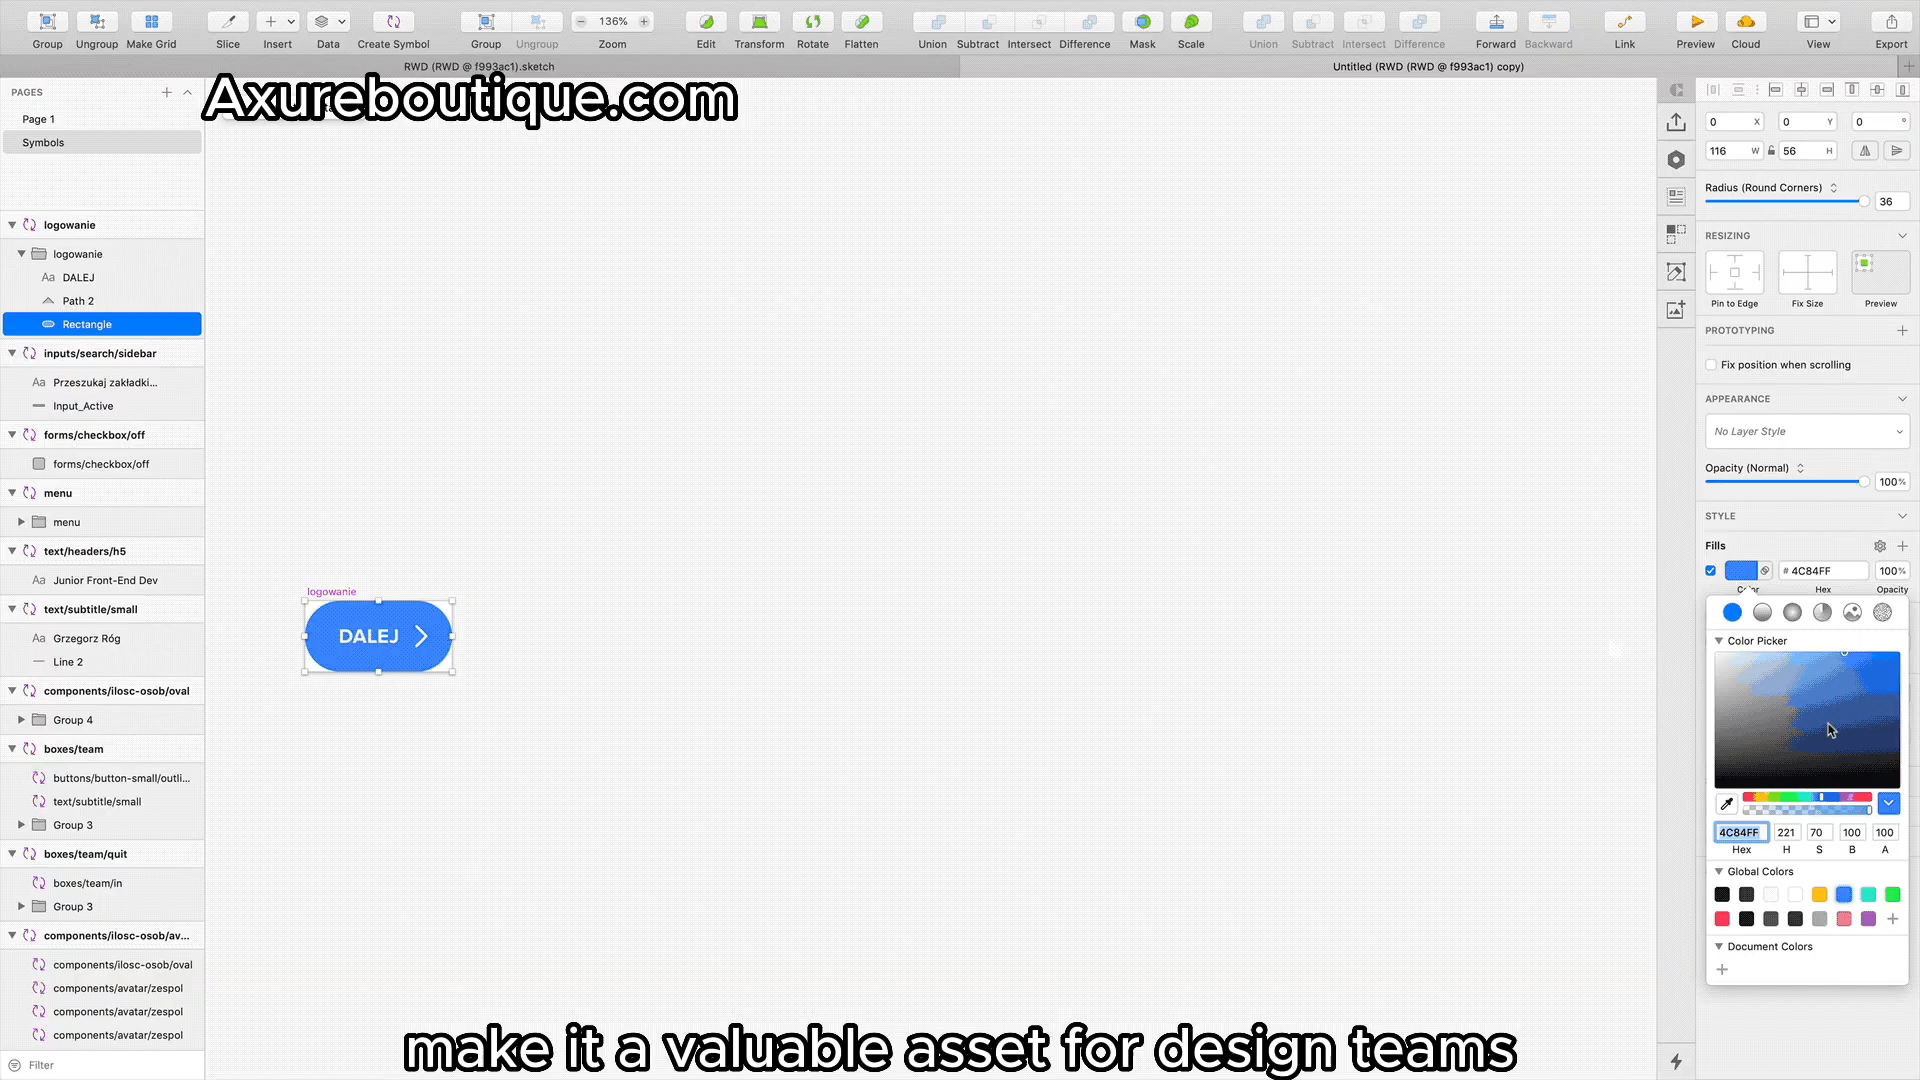 Group Ungroup Make Grid Slice Insert Data Create Symbol Group Ungroup 136% Zoom Edit Transform Rotate Flatten Union Subtract Intersect Difference Mask Scale Union Subtract Intersect Difference Forward Backward Link Preview Cloud View Export
RWD (RWD @ f993ac1).sketch
Untitled (RWD (RWD @ f993ac1) copy)
Axureboutique.com
PAGES
Page 1
Symbols
logowanie
logowanie
DALEJ
Path 2
Rectangle
inputs/search/sidebar
Aa Przeszukaj zakładki...
Input_Active
forms/checkbox/off
forms/checkbox/off
menu
menu
text/headers/h5
Aa Junior Front-End Dev
text/subtitle/small
Aa Grzegorz Róg
Line 2
components/ilosc-osob/oval
Group 4
boxes/team
buttons/button-small/outli...
text/subtitle/small
Group 3
boxes/team/quit
boxes/team/in
Group 3
components/ilosc-osob/av...
components/ilosc-osob/oval
components/avatar/zespol
components/avatar/zespol
components/avatar/zespol
Filter
logowanie
DALEJ
0 X 0 Y 0 °
116 W 56 H
Radius (Round Corners)
36
RESIZING
Pin to Edge Fix Size Preview
PROTOTYPING
Fix position when scrolling
APPEARANCE
No Layer Style
Opacity (Normal)
100%
STYLE
Fills
# 4C84FF 100%
Color Hex Opacity
Color Picker
4C84FF 221 70 100 100
Hex H S B A
Global Colors
Document Colors
make it a valuable asset for design teams